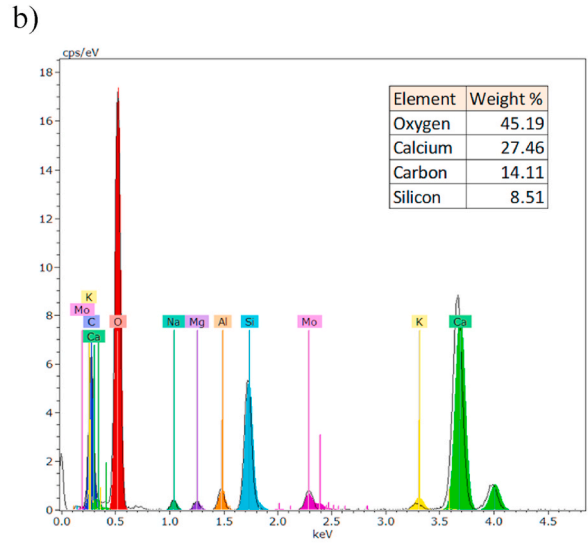 b)
cps/eV
18
16
14
12
10
8
6
4
2
0
Element Weight %
Oxygen 45.19
Calcium 27.46
Carbon 14.11
Silicon 8.51
K
Mo
C
Ca
O
Na
Mg
Al
Si
Mo
K
Ca
0.0 0.5 1.0 1.5 2.0 2.5 3.0 3.5 4.0 4.5
keV